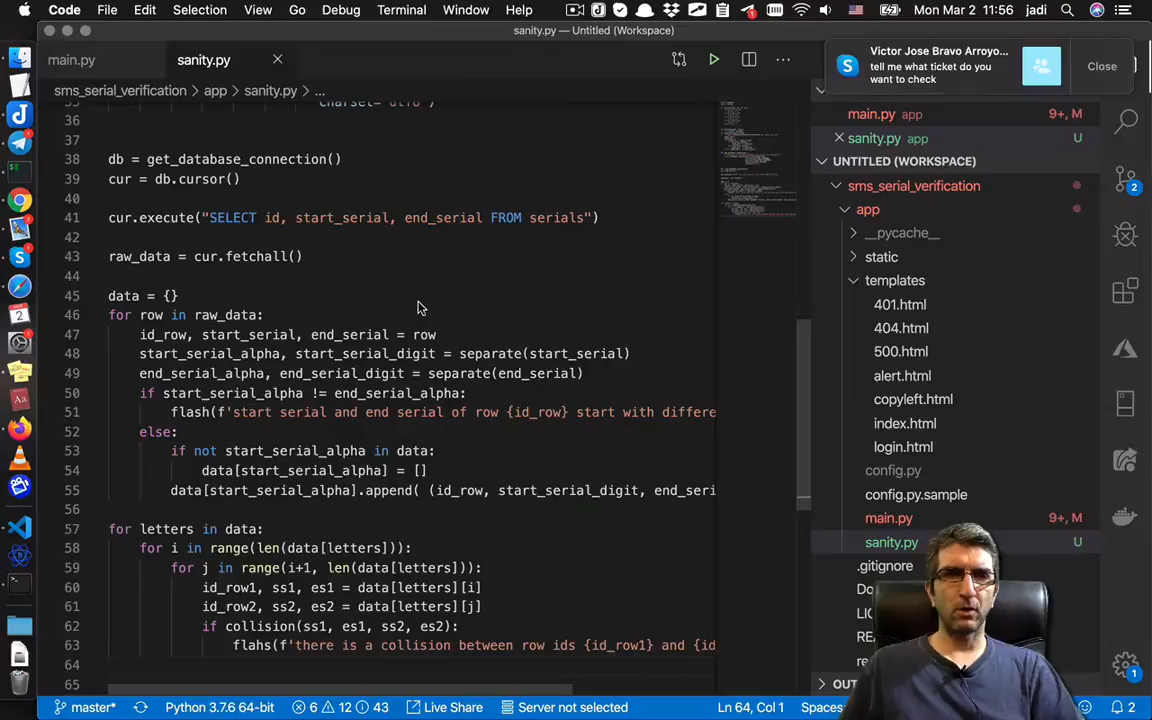 Code File Edit Selection View Go Debug Terminal Window Help Mon Mar 2 11:56 jadi
sanity.py — Untitled (Workspace)
main.py sanity.py
Victor Jose Bravo Arroyo...
tell me what ticket do you
want to check
Close
sms_serial_verification > app > sanity.py > ...
35 charset='utf8')
36
37
38 db = get_database_connection()
39 cur = db.cursor()
40
41 cur.execute("SELECT id, start_serial, end_serial FROM serials")
42
43 raw_data = cur.fetchall()
44
45 data = {}
46 for row in raw_data:
47 id_row, start_serial, end_serial = row
48 start_serial_alpha, start_serial_digit = separate(start_serial)
49 end_serial_alpha, end_serial_digit = separate(end_serial)
50 if start_serial_alpha != end_serial_alpha:
51 flash(f'start serial and end serial of row {id_row} start with differe
52 else:
53 if not start_serial_alpha in data:
54 data[start_serial_alpha] = []
55 data[start_serial_alpha].append( (id_row, start_serial_digit, end_seri
56
57 for letters in data:
58 for i in range(len(data[letters])):
59 for j in range(i+1, len(data[letters])):
60 id_row1, ss1, es1 = data[letters][i]
61 id_row2, ss2, es2 = data[letters][j]
62 if collision(ss1, es1, ss2, es2):
63 flahs(f'there is a collision between row ids {id_row1} and {id
64
65
main.py app 9+, M
sanity.py app U
UNTITLED (WORKSPACE)
sms_serial_verification
app
__pycache__
static
templates
401.html
404.html
500.html
alert.html
copyleft.html
index.html
login.html
config.py
config.py.sample
main.py 9+, M
sanity.py U
.gitignore
Do
LIC
RE
re
OUT
2
1
master* Python 3.7.6 64-bit 6 12 43 Live Share Server not selected Ln 64, Col 1 Spaces 2